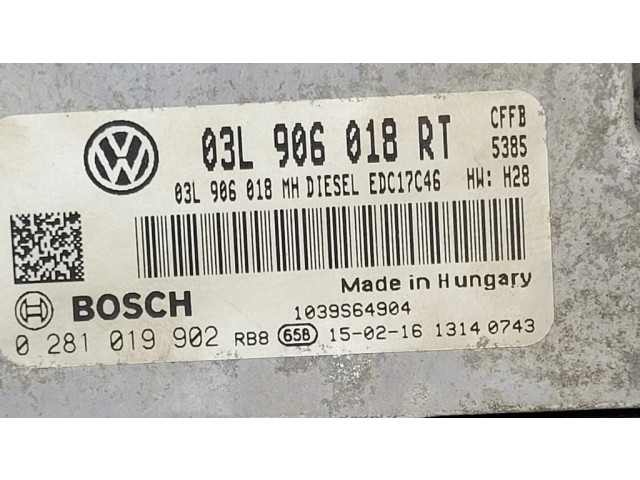 03L 906 018 RT CFFB
5385
03L 906 018 MH DIESEL EDC17C46 HW: H28
Made in Hungary
BOSCH 1039S64904
0 281 019 902 RB8 658 15-02-16 1314 0743